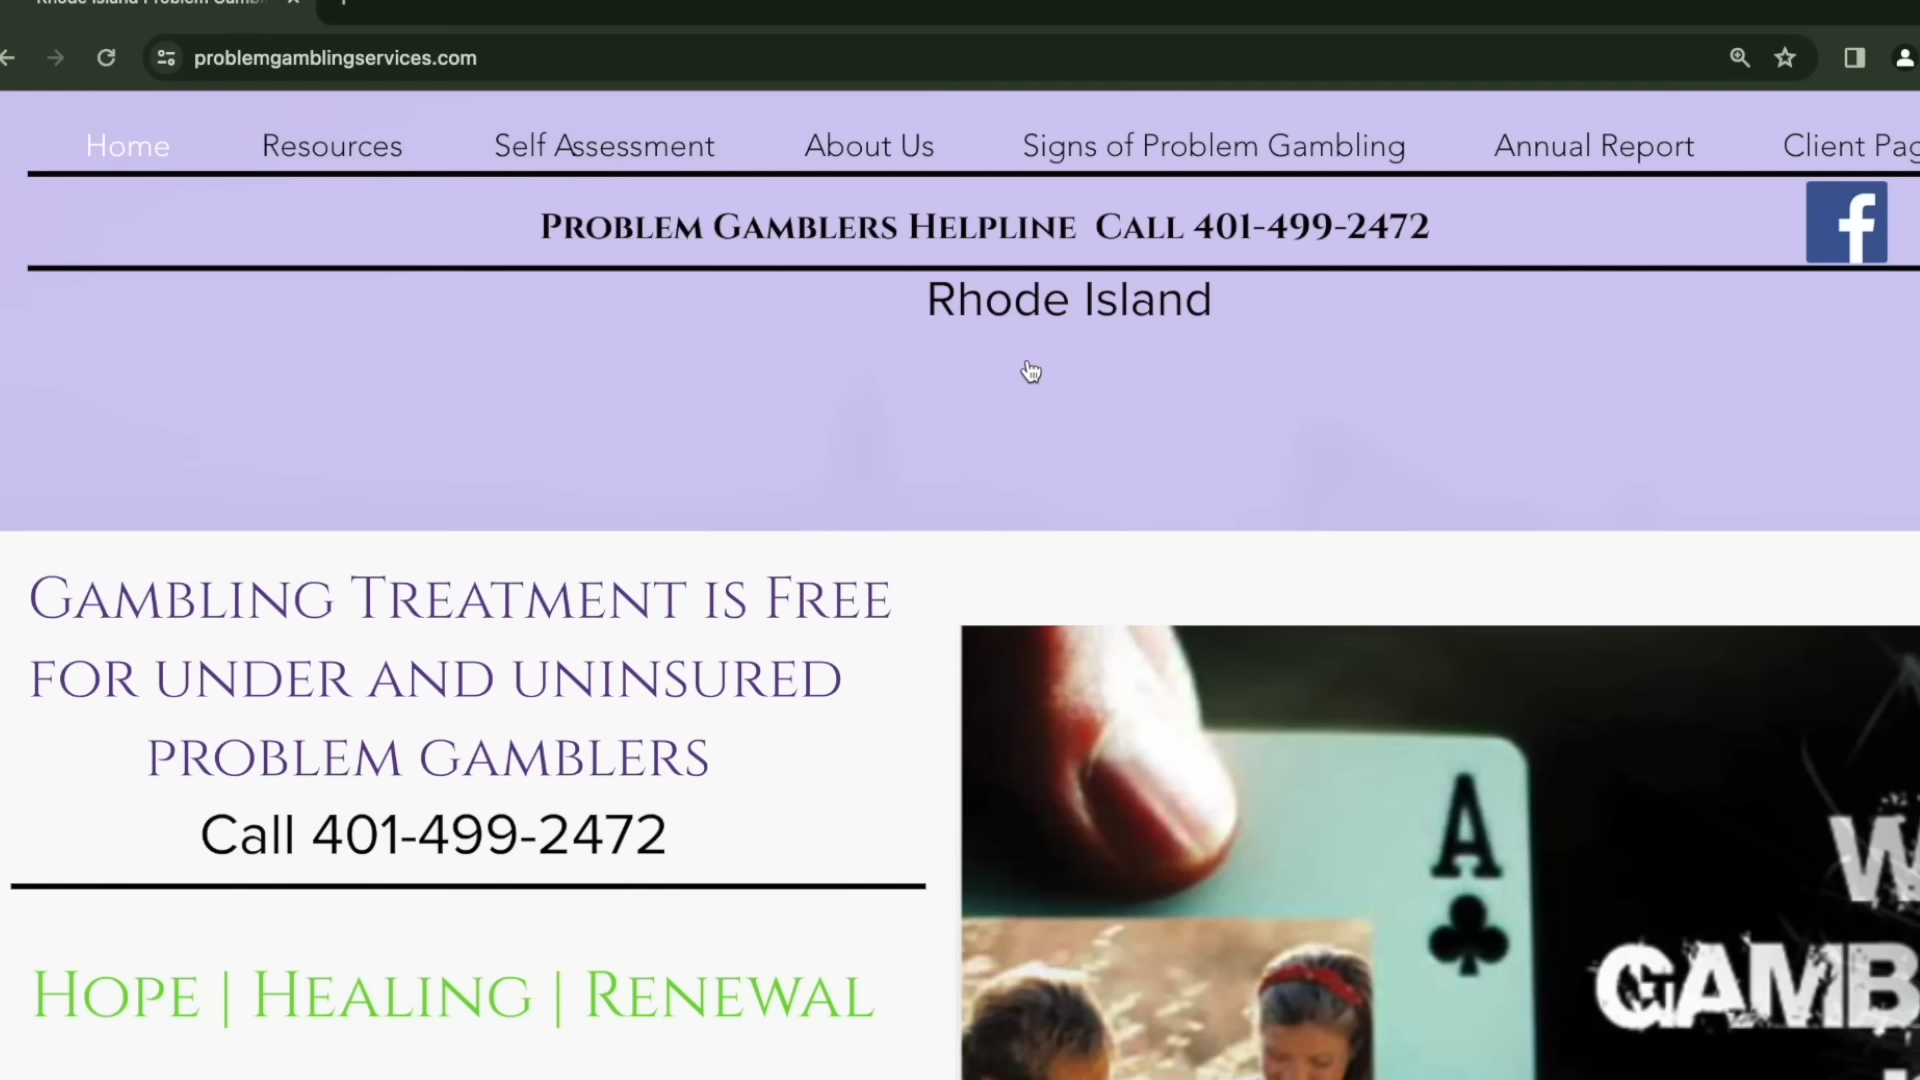 problemgamblingservices.com
Home Resources Self Assessment About Us Signs of Problem Gambling Annual Report Client
Problem Gamblers Helpline Call 401-499-2472
Rhode Island
Gambling Treatment is Free
for under and uninsured
problem gamblers
Call 401-499-2472
Hope | Healing | Renewal
A
GAMB